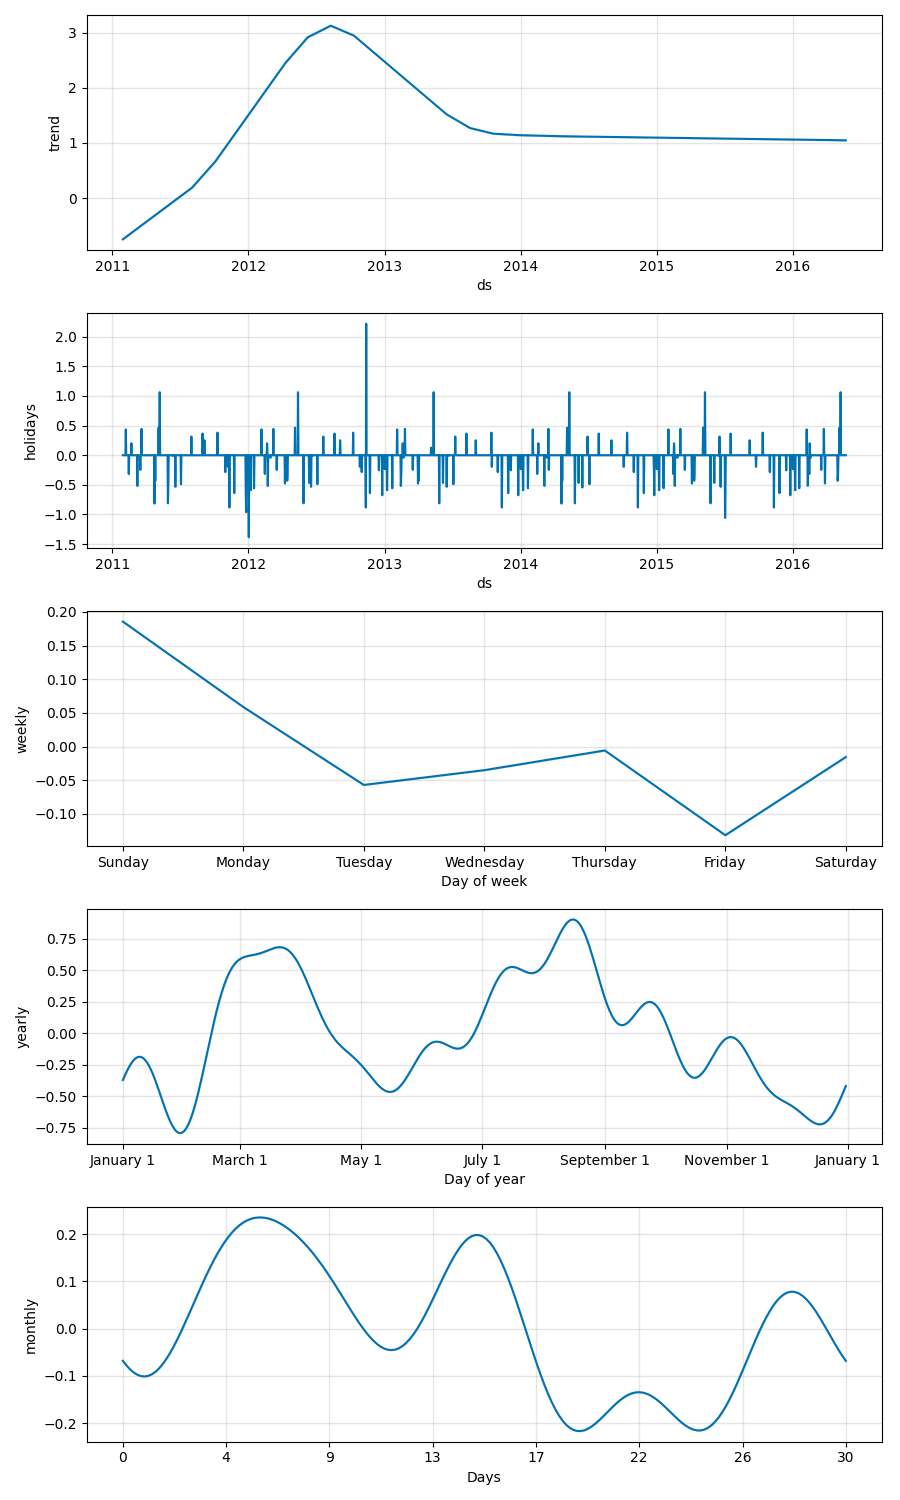 3
2
1
0
trend
2011 2012 2013 2014 2015 2016
ds
2.0
1.5
1.0
0.5
0.0
−0.5
−1.0
−1.5
holidays
2011 2012 2013 2014 2015 2016
ds
0.20
0.15
0.10
0.05
0.00
−0.05
−0.10
weekly
Sunday Monday Tuesday Wednesday Thursday Friday Saturday
Day of week
0.75
0.50
0.25
0.00
−0.25
−0.50
−0.75
yearly
January 1 March 1 May 1 July 1 September 1 November 1 January 1
Day of year
0.2
0.1
0.0
−0.1
−0.2
monthly
0 4 9 13 17 22 26 30
Days